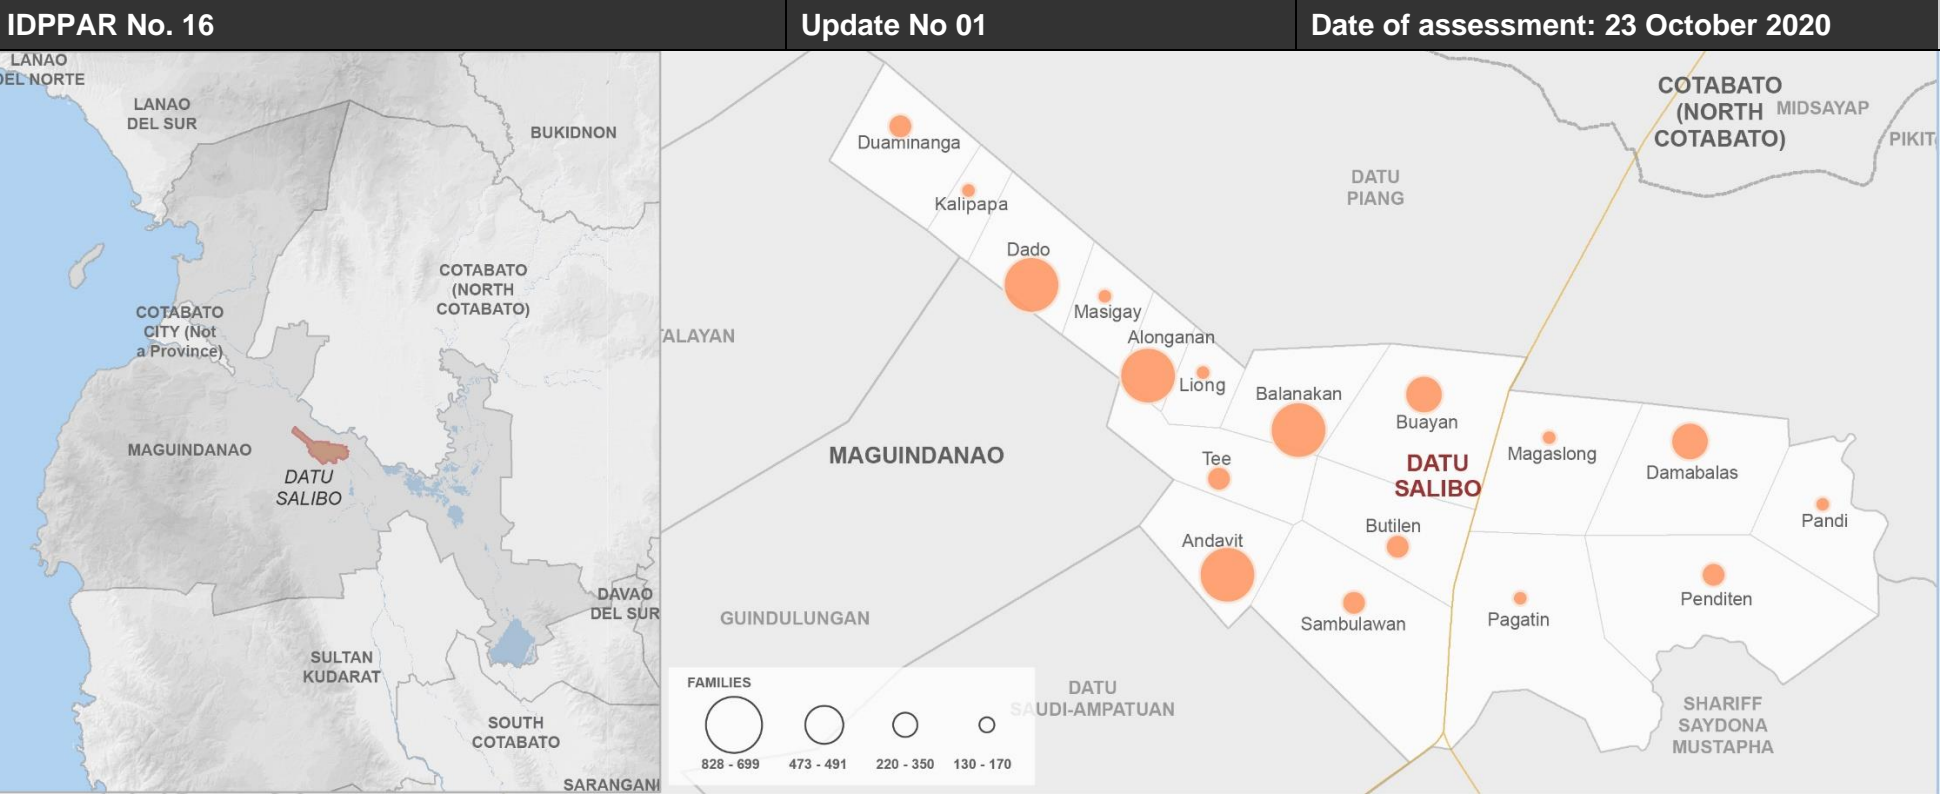 IDPPAR No. 16
Update No 01
Date of assessment: 23 October 2020
LANAO
DEL NORTE
LANAO
DEL SUR
BUKIDNON
COTABATO
(NORTH
COTABATO)
COTABATO
CITY (Not
a Province)
MAGUINDANAO
DATU
SALIBO
DAVAO
DEL SUR
SULTAN
KUDARAT
SOUTH
COTABATO
SARANGANI
COTABATO
(NORTH
COTABATO)
MIDSAYAP
PIKIT
DATU
PIANG
Duaminanga
Kalipapa
Dado
Masigay
Alonganan
Liong
TALAYAN
Balanakan
Buayan
MAGUINDANAO
Tee
DATU
SALIBO
Magaslong
Damabalas
Pandi
Butilen
Andavit
Sambulawan
Pagatin
Penditen
GUINDULUNGAN
DATU
SAUDI-AMPATUAN
SHARIFF
SAYDONA
MUSTAPHA
FAMILIES
828 - 699
473 - 491
220 - 350
130 - 170